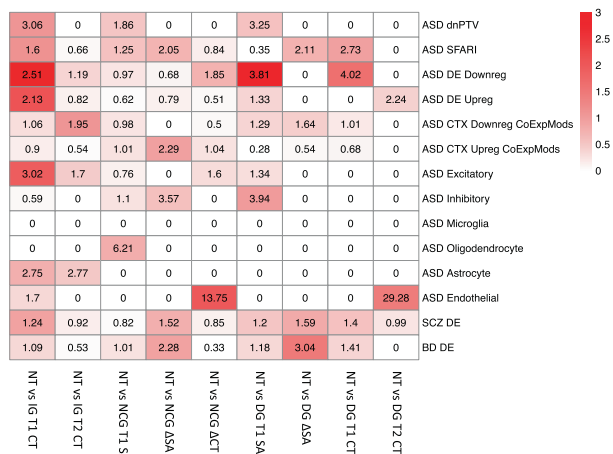 3.06 0 1.86 0 0 3.25 0 0 0 ASD dnPTV
1.6 0.66 1.25 2.05 0.84 0.35 2.11 2.73 0 ASD SFARI
2.51 1.19 0.97 0.68 1.85 3.81 0 4.02 0 ASD DE Downreg
2.13 0.82 0.62 0.79 0.51 1.33 0 0 2.24 ASD DE Upreg
1.06 1.95 0.98 0 0.5 1.29 1.64 1.01 0 ASD CTX Downreg CoExpMods
0.9 0.54 1.01 2.29 1.04 0.28 0.54 0.68 0 ASD CTX Upreg CoExpMods
3.02 1.7 0.76 0 1.6 1.34 0 0 0 ASD Excitatory
0.59 0 1.1 3.57 0 3.94 0 0 0 ASD Inhibitory
0 0 0 0 0 0 0 0 0 ASD Microglia
0 0 6.21 0 0 0 0 0 0 ASD Oligodendrocyte
2.75 2.77 0 0 0 0 0 0 0 ASD Astrocyte
1.7 0 0 0 13.75 0 0 0 29.28 ASD Endothelial
1.24 0.92 0.82 1.52 0.85 1.2 1.59 1.4 0.99 SCZ DE
1.09 0.53 1.01 2.28 0.33 1.18 3.04 1.41 0 BD DE
NT vs IG T1 CT
NT vs IG T2 CT
NT vs NCG T1 S
NT vs NCG ΔSA
NT vs NCG ΔCT
NT vs DG T1 SA
NT vs DG ΔSA
NT vs DG T1 CT
NT vs DG T2 CT
3
2.5
2
1.5
1
0.5
0